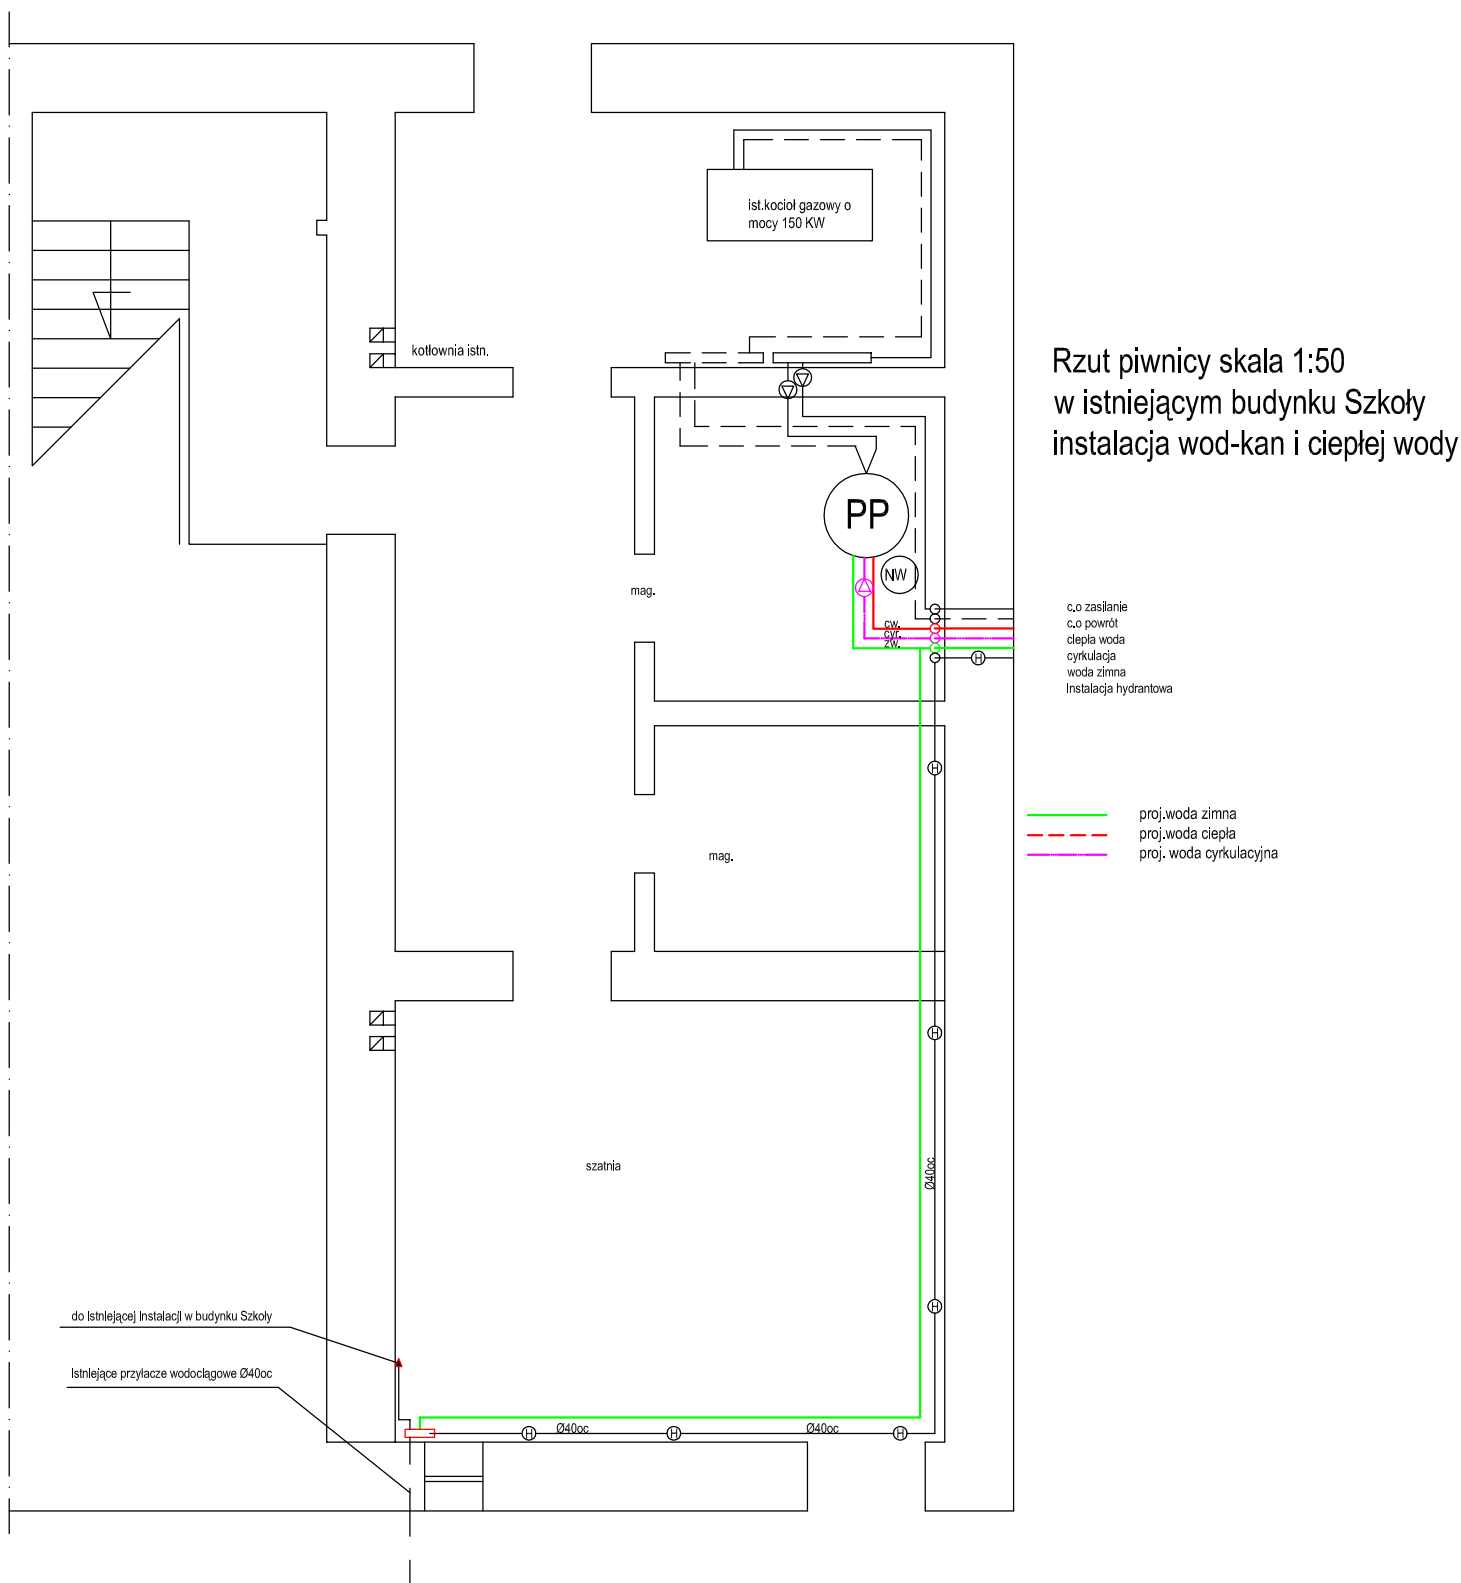 ist.kocioł gazowy o
mocy 150 KW
kotłownia istn.
Rzut piwnicy skala 1:50
w istniejącym budynku Szkoły
instalacja wod-kan i ciepłej wody
PP
NW
mag.
cw.
cyr.
zw.
c.o zasilanie
c.o powrót
ciepła woda
cyrkulacja
woda zimna
Instalacja hydrantowa
H
H
proj.woda zimna
proj.woda ciepła
proj. woda cyrkulacyjna
mag.
H
szatnia
Ø40oc
H
do istniejącej instalacji w budynku Szkoły
Istniejące przyłacze wodociągowe Ø40oc
H
Ø40oc
H
Ø40oc
H